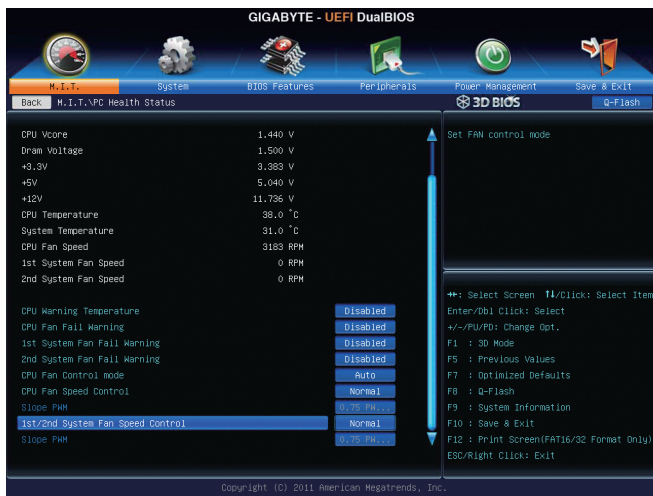 GIGABYTE - UEFI DualBIOS
M.I.T. System BIOS Features Peripherals Power Management Save & Exit
Back M.I.T.\PC Health Status
3D BIOS Q-Flash
CPU Vcore 1.440 V
Dram Voltage 1.500 V
+3.3V 3.383 V
+5V 5.040 V
+12V 11.736 V
CPU Temperature 38.0 °C
System Temperature 31.0 °C
CPU Fan Speed 3183 RPM
1st System Fan Speed 0 RPM
2nd System Fan Speed 0 RPM
CPU Warning Temperature Disabled
CPU Fan Fail Warning Disabled
1st System Fan Fail Warning Disabled
2nd System Fan Fail Warning Disabled
CPU Fan Control mode Auto
CPU Fan Speed Control Normal
Slope PWM 0.75 PW...
1st/2nd System Fan Speed Control Normal
Slope PWM 0.75 PW...
Set FAN control mode
→←: Select Screen ↑↓/Click: Select Item
Enter/Dbl Click: Select
+/-/PU/PD: Change Opt.
F1 : 3D Mode
F5 : Previous Values
F7 : Optimized Defaults
F8 : Q-Flash
F9 : System Information
F10 : Save & Exit
F12 : Print Screen(FAT16/32 Format Only)
ESC/Right Click: Exit
Copyright (C) 2011 American Megatrends, Inc.